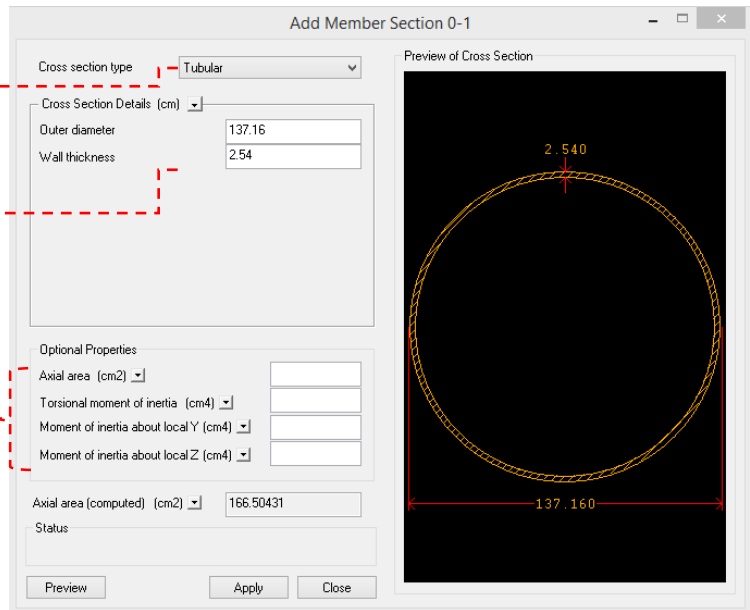 Add Member Section 0-1
Cross section type Tubular
Cross Section Details (cm)
Outer diameter 137.16
Wall thickness 2.54
Optional Properties
Axial area (cm2)
Torsional moment of inertia (cm4)
Moment of inertia about local Y (cm4)
Moment of inertia about local Z (cm4)
Axial area (computed) (cm2) 166.50431
Status
Preview Apply Close
Preview of Cross Section
2.540
137.160